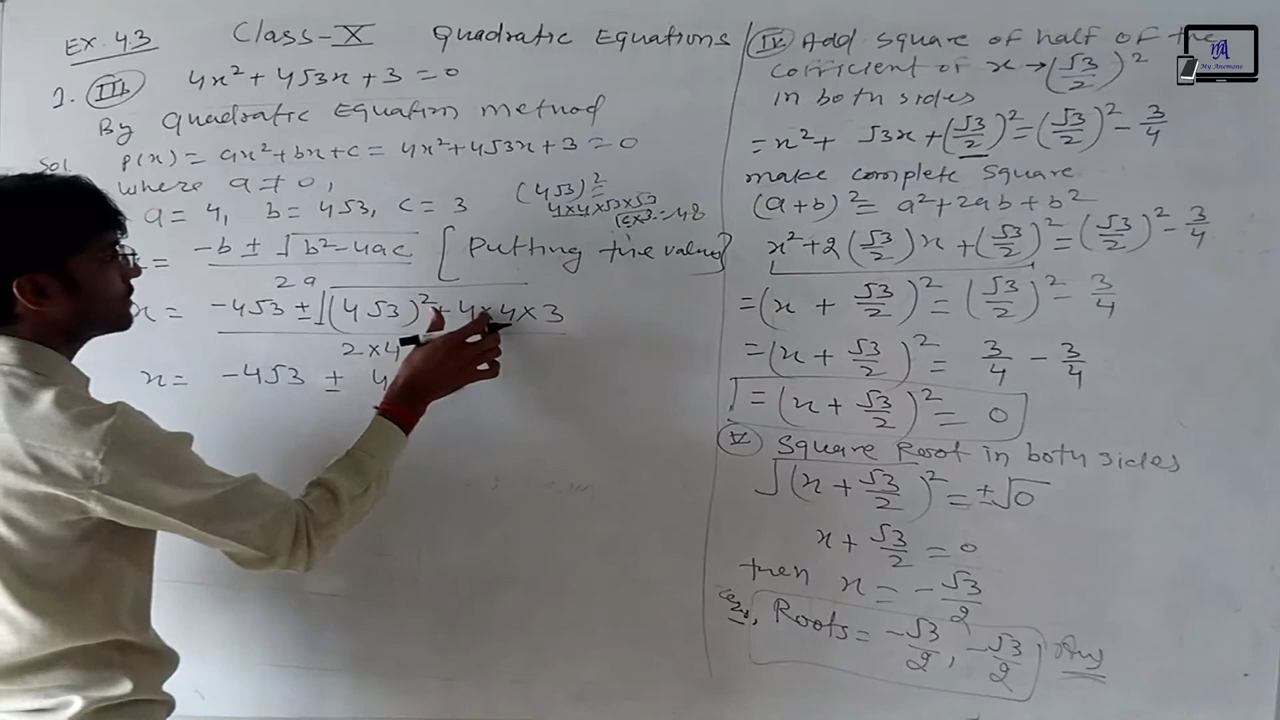 Ex. 4.3 Class-X Quadratic Equations
1. III 4x² + 4√3x + 3 = 0
By Quadratic Equation method
Sol. p(x) = ax² + bx + c = 4x² + 4√3x + 3 = 0
where a ≠ 0,
a = 4, b = 4√3, c = 3
(4√3)² =
4×4×√3×√3
16×3 = 48
= -b ± √b²-4ac / 2a [Putting the values]
x = -4√3 ± √(4√3)² - 4×4×3 / 2×4
x = -4√3 ± 4
IV Add square of half of the
cofficient of x → (√3/2)²
in both sides
= x² + √3x + (√3/2)² = (√3/2)² - 3/4
make complete square
(a+b)² = a² + 2ab + b²
x² + 2(√3/2)x + (√3/2)² = (√3/2)² - 3/4
= (x + √3/2)² = (√3/2)² - 3/4
= (x + √3/2)² = 3/4 - 3/4
= (x + √3/2)² = 0
V Square Root in both sides
√(x + √3/2)² = ±√0
x + √3/2 = 0
then x = -√3/2
Roots = -√3/2, -√3/2 Ans
MA
My Anemone